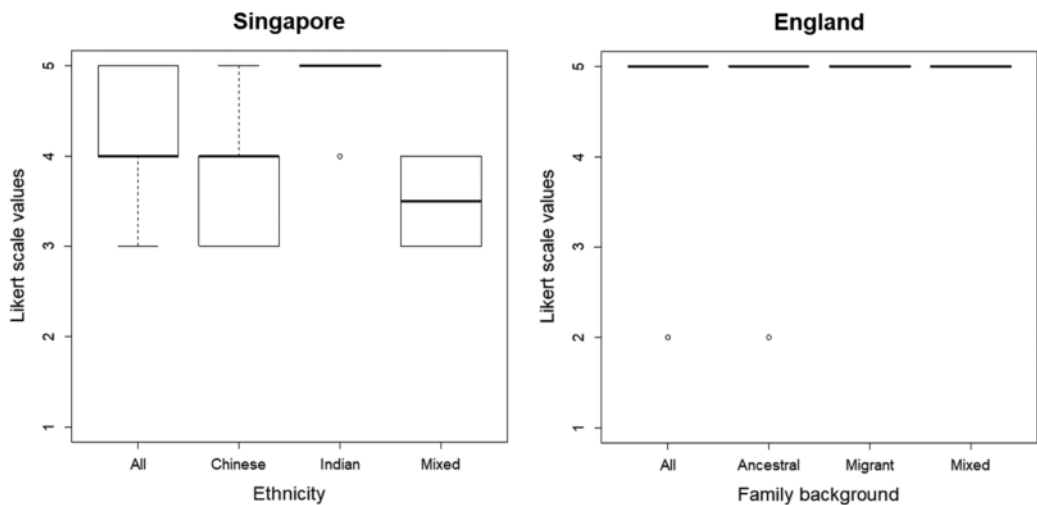 Singapore
Likert scale values
5
4
3
2
1
All Chinese Indian Mixed
Ethnicity
England
Likert scale values
5
4
3
2
1
All Ancestral Migrant Mixed
Family background